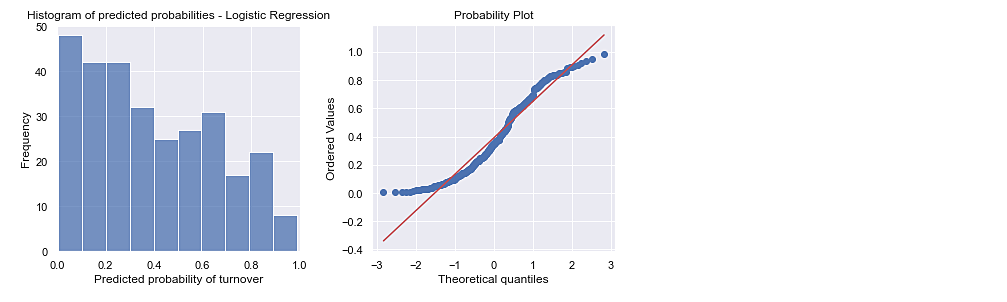 Histogram of predicted probabilities - Logistic Regression
50
40
30
20
10
0
Frequency
0.0 0.2 0.4 0.6 0.8 1.0
Predicted probability of turnover
Probability Plot
1.0
0.8
0.6
0.4
0.2
0.0
−0.2
−0.4
Ordered Values
−3 −2 −1 0 1 2 3
Theoretical quantiles